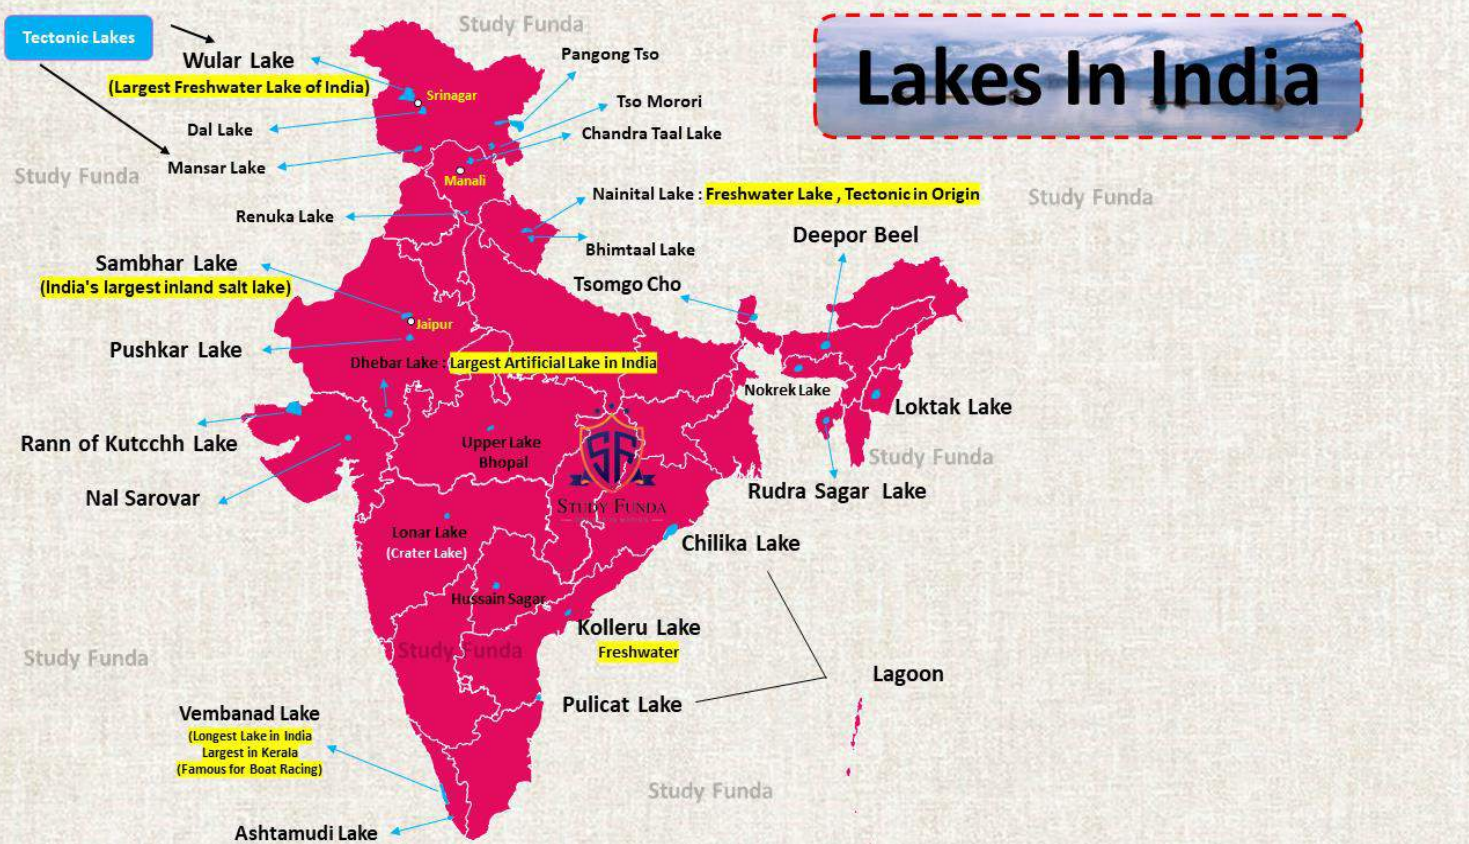 Study Funda
Tectonic Lakes
Lakes In India
Wular Lake
(Largest Freshwater Lake of India)
Srinagar
Pangong Tso
Tso Morori
Dal Lake
Chandra Taal Lake
Mansar Lake
Study Funda
Manali
Nainital Lake : Freshwater Lake , Tectonic in Origin
Study Funda
Renuka Lake
Bhimtaal Lake
Deepor Beel
Sambhar Lake
(India's largest inland salt lake)
Tsomgo Cho
Jaipur
Pushkar Lake
Dhebar Lake : Largest Artificial Lake in India
Nokrek Lake
Loktak Lake
Rann of Kutcchh Lake
Upper Lake
Bhopal
SF
Study Funda
Study Funda
Nal Sarovar
Rudra Sagar Lake
Lonar Lake
(Crater Lake)
Chilika Lake
Hussain Sagar
Kolleru Lake
Freshwater
Study Funda
Study Funda
Lagoon
Pulicat Lake
Vembanad Lake
(Longest Lake in India
Largest in Kerala
(Famous for Boat Racing)
Study Funda
Ashtamudi Lake